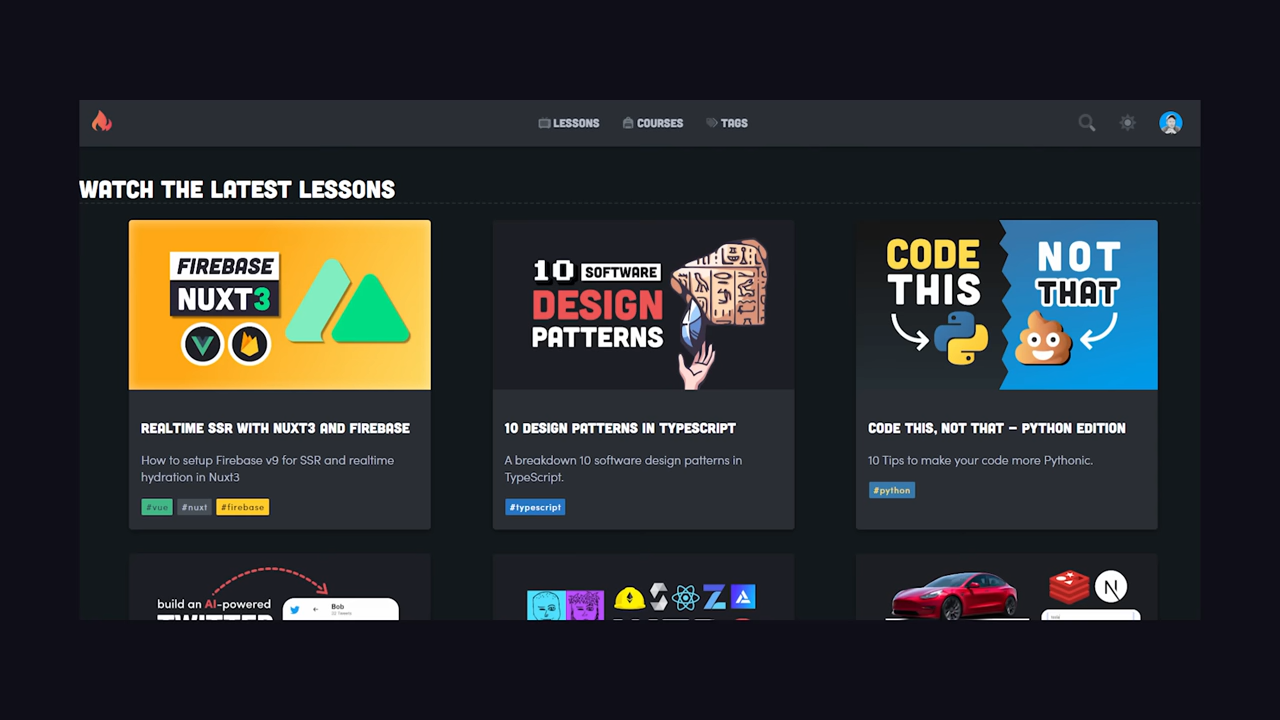 LESSONS
COURSES
TAGS
WATCH THE LATEST LESSONS
FIREBASE
NUXT3
10 SOFTWARE
DESIGN
PATTERNS
CODE
THIS
NOT
THAT
REALTIME SSR WITH NUXT3 AND FIREBASE
How to setup Firebase v9 for SSR and realtime
hydration in Nuxt3
#vue #nuxt #firebase
10 DESIGN PATTERNS IN TYPESCRIPT
A breakdown 10 software design patterns in
TypeScript.
#typescript
CODE THIS, NOT THAT – PYTHON EDITION
10 Tips to make your code more Pythonic.
#python
build an AI-powered
TWITTER
Bob
N